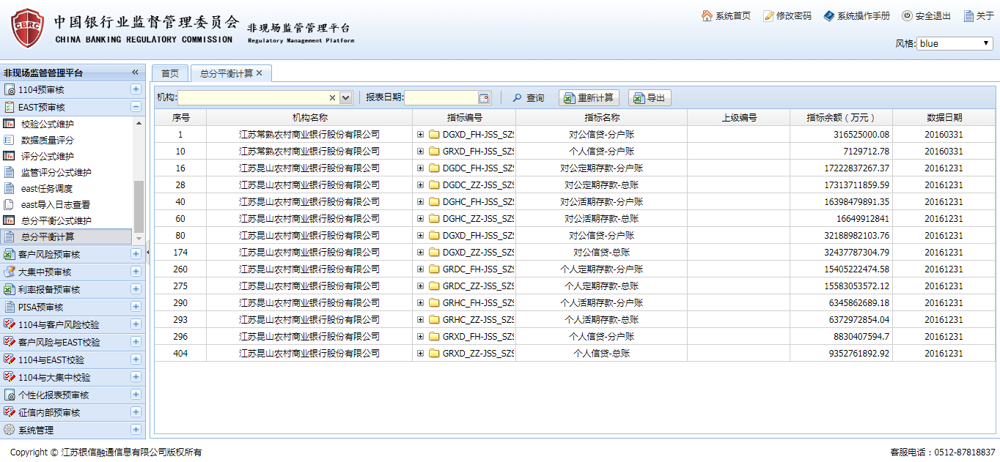 CBRC 中国银行业监督管理委员会 非现场监管管理平台
CHINA BANKING REGULATORY COMMISSION Regulatory Management Platform
系统首页 修改密码 系统操作手册 安全退出 关于
风格: blue
非现场监管管理平台
1104预审核
EAST预审核
校验公式维护
数据质量评分
评分公式维护
监管评分公式维护
east任务调度
east导入日志查看
总分平衡公式维护
总分平衡计算
客户风险预审核
大集中预审核
利率报备预审核
PISA预审核
1104与客户风险校验
客户风险与EAST校验
1104与EAST校验
1104与大集中校验
个性化报表预审核
征信内部预审核
系统管理
首页 总分平衡计算
机构: 报表日期: 查询 重新计算 导出
序号 机构名称 指标编号 指标名称 上级编号 指标余额（万元） 数据日期
1 江苏常熟农村商业银行股份有限公司 DGXD_FH-JSS_SZS 对公信贷-分户账 316525000.08 20160331
10 江苏常熟农村商业银行股份有限公司 GRXD_FH-JSS_SZS 个人信贷-分户账 7129712.78 20160331
16 江苏昆山农村商业银行股份有限公司 DGDC_FH-JSS_SZS 对公定期存款-分户账 17222837267.37 20161231
28 江苏昆山农村商业银行股份有限公司 DGDC_ZZ-JSS_SZS 对公定期存款-总账 17313711859.59 20161231
40 江苏昆山农村商业银行股份有限公司 DGHC_FH-JSS_SZS 对公活期存款-分户账 16398479891.35 20161231
60 江苏昆山农村商业银行股份有限公司 DGHC_ZZ-JSS_SZS 对公活期存款-总账 16649912841 20161231
80 江苏昆山农村商业银行股份有限公司 DGXD_FH-JSS_SZS 对公信贷-分户账 32188982103.76 20161231
174 江苏昆山农村商业银行股份有限公司 DGXD_ZZ-JSS_SZS 对公信贷-总账 32437787304.79 20161231
260 江苏昆山农村商业银行股份有限公司 GRDC_FH-JSS_SZS 个人定期存款-分户账 15405222474.58 20161231
275 江苏昆山农村商业银行股份有限公司 GRDC_ZZ-JSS_SZS 个人定期存款-总账 15583053572.12 20161231
290 江苏昆山农村商业银行股份有限公司 GRHC_FH-JSS_SZS 个人活期存款-分户账 6345862689.18 20161231
293 江苏昆山农村商业银行股份有限公司 GRHC_ZZ-JSS_SZS 个人活期存款-总账 6372972854.04 20161231
296 江苏昆山农村商业银行股份有限公司 GRXD_FH-JSS_SZS 个人信贷-分户账 8830407594.7 20161231
404 江苏昆山农村商业银行股份有限公司 GRXD_ZZ-JSS_SZS 个人信贷-总账 9352761892.92 20161231
Copyright © 江苏银信融通信息有限公司版权所有 客服电话：0512-87818837